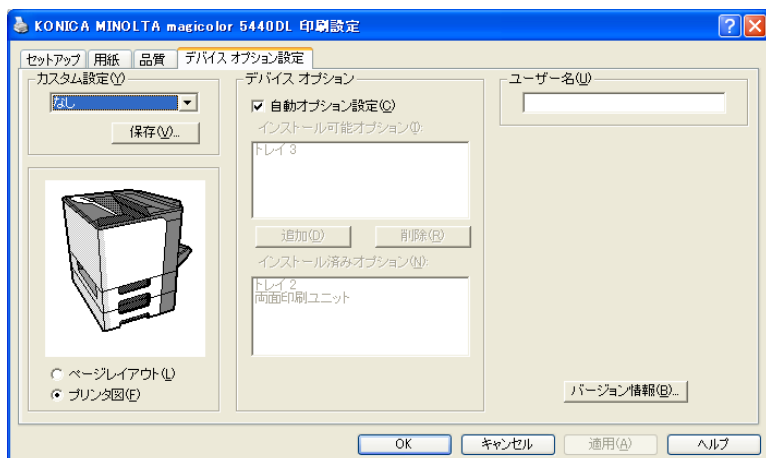 KONICA MINOLTA magicolor 5440DL 印刷設定
セットアップ 用紙 品質 デバイス オプション設定
カスタム設定(Y)
なし
保存(V)...
ページレイアウト(L)
プリンタ図(F)
デバイス オプション
自動オプション設定(C)
インストール可能オプション(I):
トレイ 3
追加(D) 削除(R)
インストール済みオプション(N):
トレイ 2
両面印刷ユニット
ユーザー名(U)
バージョン情報(B)...
OK キャンセル 適用(A) ヘルプ